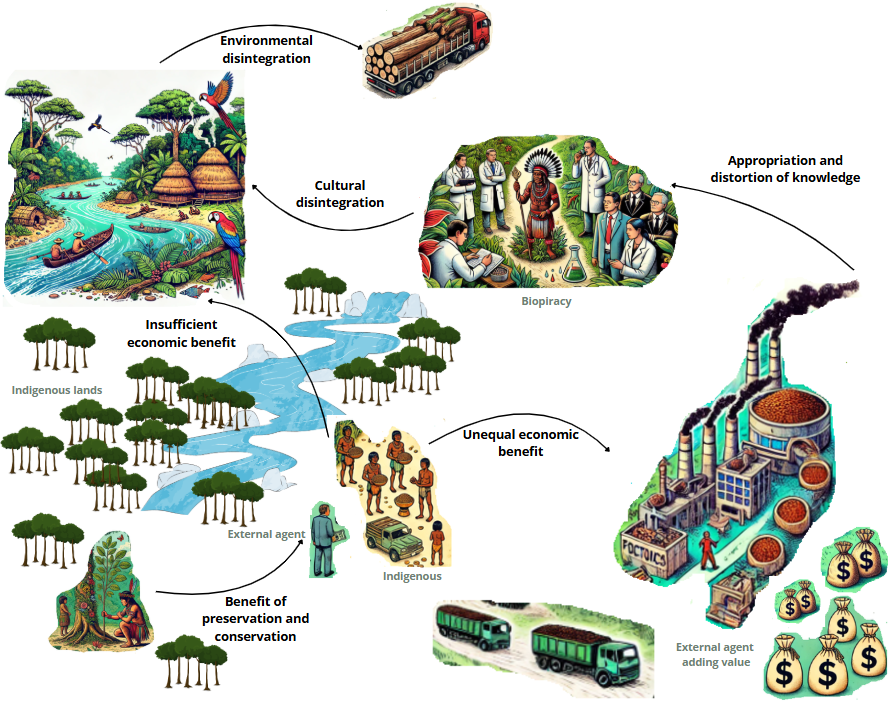 Environmental
disintegration
Cultural
disintegration
Appropriation and
distortion of knowledge
Biopiracy
Insufficient
economic benefit
Indigenous lands
Unequal economic
benefit
External agent
Indigenous
FOCTOICS
Benefit of
preservation and
conservation
External agent
adding value
$ $
$ $
$
$ $ $